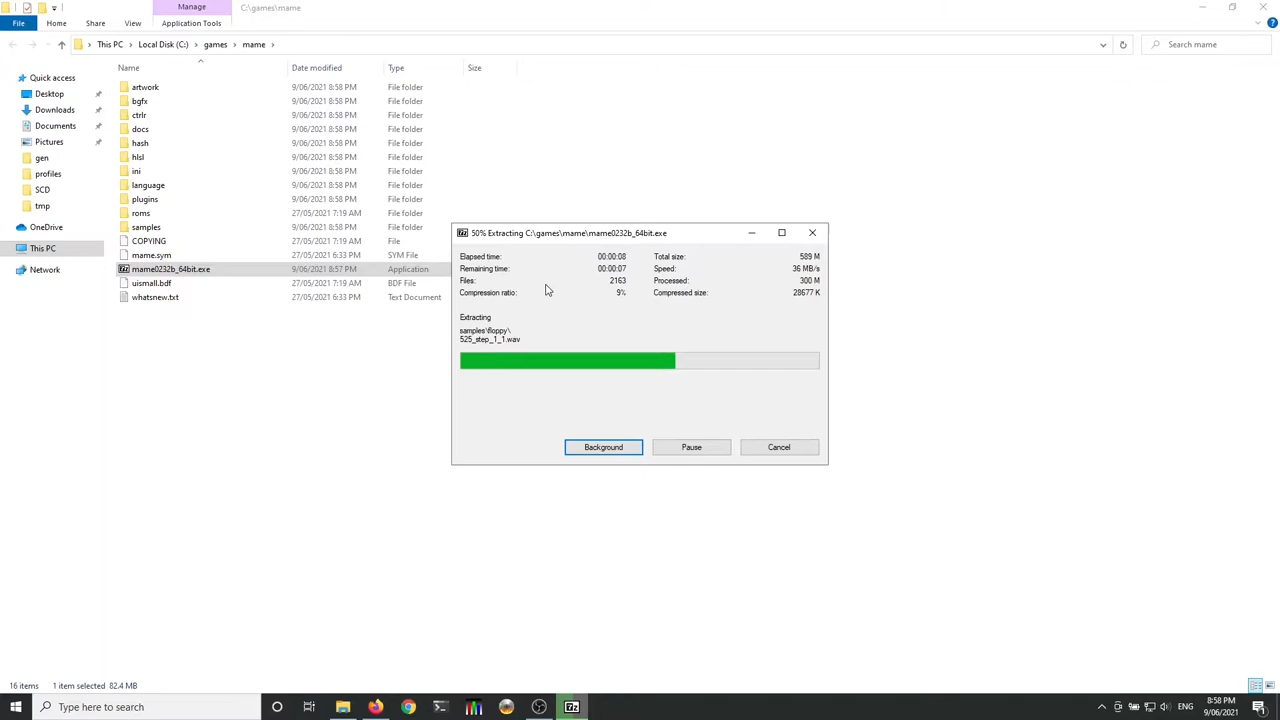 Manage
C:\games\mame
File
Home
Share
View
Application Tools
This PC
Local Disk (C:)
games
mame
Search mame
Name
Date modified
Type
Size
Quick access
Desktop
Downloads
Documents
Pictures
gen
profiles
SCD
tmp
OneDrive
This PC
Network
artwork 9/06/2021 8:58 PM File folder
bgfx 9/06/2021 8:58 PM File folder
ctrlr 9/06/2021 8:58 PM File folder
docs 9/06/2021 8:58 PM File folder
hash 9/06/2021 8:58 PM File folder
hlsl 9/06/2021 8:58 PM File folder
ini 9/06/2021 8:58 PM File folder
language 9/06/2021 8:58 PM File folder
plugins 9/06/2021 8:58 PM File folder
roms 27/05/2021 7:19 AM File folder
samples 9/06/2021 8:58 PM File folder
COPYING 27/05/2021 7:19 AM File
mame.sym 27/05/2021 6:33 PM SYM File
mame0232b_64bit.exe 9/06/2021 8:57 PM Application
uismall.bdf 27/05/2021 7:19 AM BDF File
whatsnew.txt 27/05/2021 6:33 PM Text Document
50% Extracting C:\games\mame\mame0232b_64bit.exe
Elapsed time: 00:00:08 Total size: 589 M
Remaining time: 00:00:07 Speed: 36 MB/s
Files: 2163 Processed: 300 M
Compression ratio: 9% Compressed size: 28677 K
Extracting
samples\floppy\
525_step_1_1.wav
Background
Pause
Cancel
16 items
1 item selected 82.4 MB
Type here to search
ENG
8:58 PM
9/06/2021